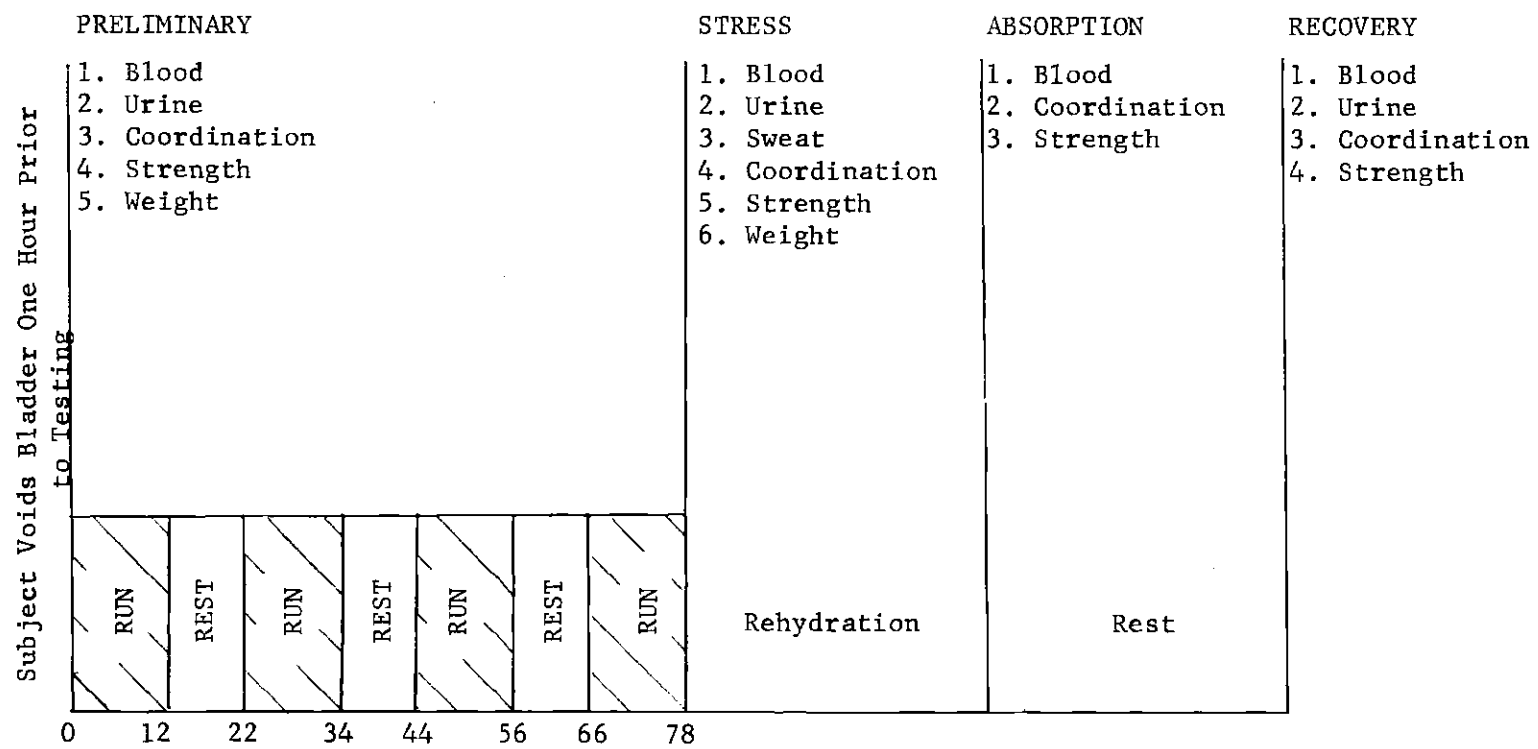 PRELIMINARY
1. Blood
2. Urine
3. Coordination
4. Strength
5. Weight
STRESS
1. Blood
2. Urine
3. Sweat
4. Coordination
5. Strength
6. Weight
ABSORPTION
1. Blood
2. Coordination
3. Strength
RECOVERY
1. Blood
2. Urine
3. Coordination
4. Strength
Subject Voids Bladder One Hour Prior
to Testing
RUN
REST
RUN
REST
RUN
REST
RUN
Rehydration
Rest
0 12 22 34 44 56 66 78